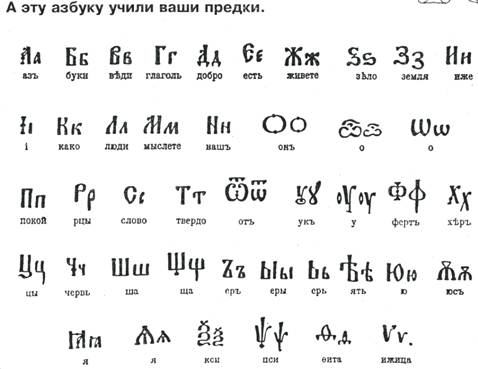 А эту азбуку учили ваши предки.
Аа Бб Вв Гг Дд Єє Жж Ѕѕ Зз Ии
азъ буки вѣди глаголь добро есть живете зѣло земля иже
Іі Кк Лл Мм Нн Оо Ѡѡ
і како люди мыслете нашъ онъ о о
Пп Рр Сс Тт Ѿѿ Ꙋꙋ оу оу Фф Хх
покой рцы слово твердо отъ укъ у фертъ хѣръ
Цц Чч Шш Щщ Ъъ Ыы Ьь Ѣѣ Юю Ѫѫ
цы червь ша ща еръ еры ерь ять ю юсъ
Ꙗꙗ Ѧѧ Ѯѯ Ѱѱ Ѳѳ Ѵѵ.
я я ксы пси ѳита ижица